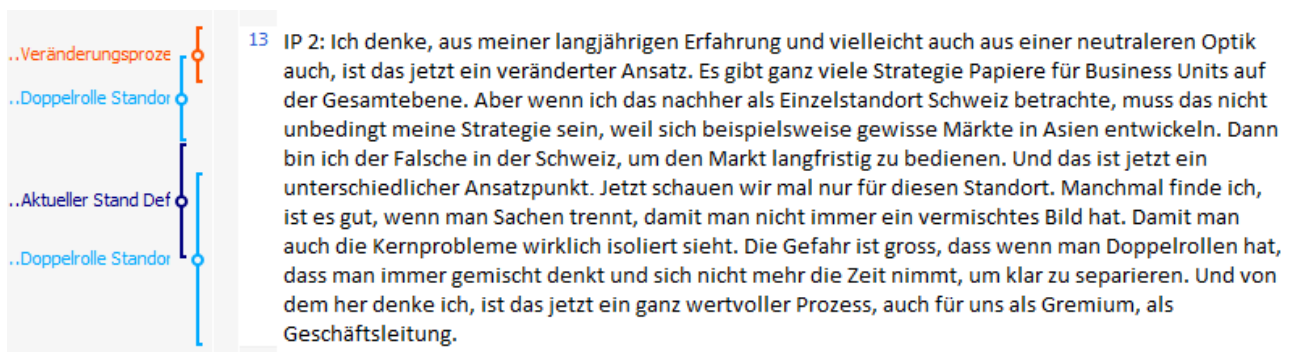 ..Veränderungsproze
..Doppelrolle Standor
..Aktueller Stand Def
..Doppelrolle Standor
13 IP 2: Ich denke, aus meiner langjährigen Erfahrung und vielleicht auch aus einer neutraleren Optik
auch, ist das jetzt ein veränderter Ansatz. Es gibt ganz viele Strategie Papiere für Business Units auf
der Gesamtebene. Aber wenn ich das nachher als Einzelstandort Schweiz betrachte, muss das nicht
unbedingt meine Strategie sein, weil sich beispielsweise gewisse Märkte in Asien entwickeln. Dann
bin ich der Falsche in der Schweiz, um den Markt langfristig zu bedienen. Und das ist jetzt ein
unterschiedlicher Ansatzpunkt. Jetzt schauen wir mal nur für diesen Standort. Manchmal finde ich,
ist es gut, wenn man Sachen trennt, damit man nicht immer ein vermischtes Bild hat. Damit man
auch die Kernprobleme wirklich isoliert sieht. Die Gefahr ist gross, dass wenn man Doppelrollen hat,
dass man immer gemischt denkt und sich nicht mehr die Zeit nimmt, um klar zu separieren. Und von
dem her denke ich, ist das jetzt ein ganz wertvoller Prozess, auch für uns als Gremium, als
Geschäftsleitung.